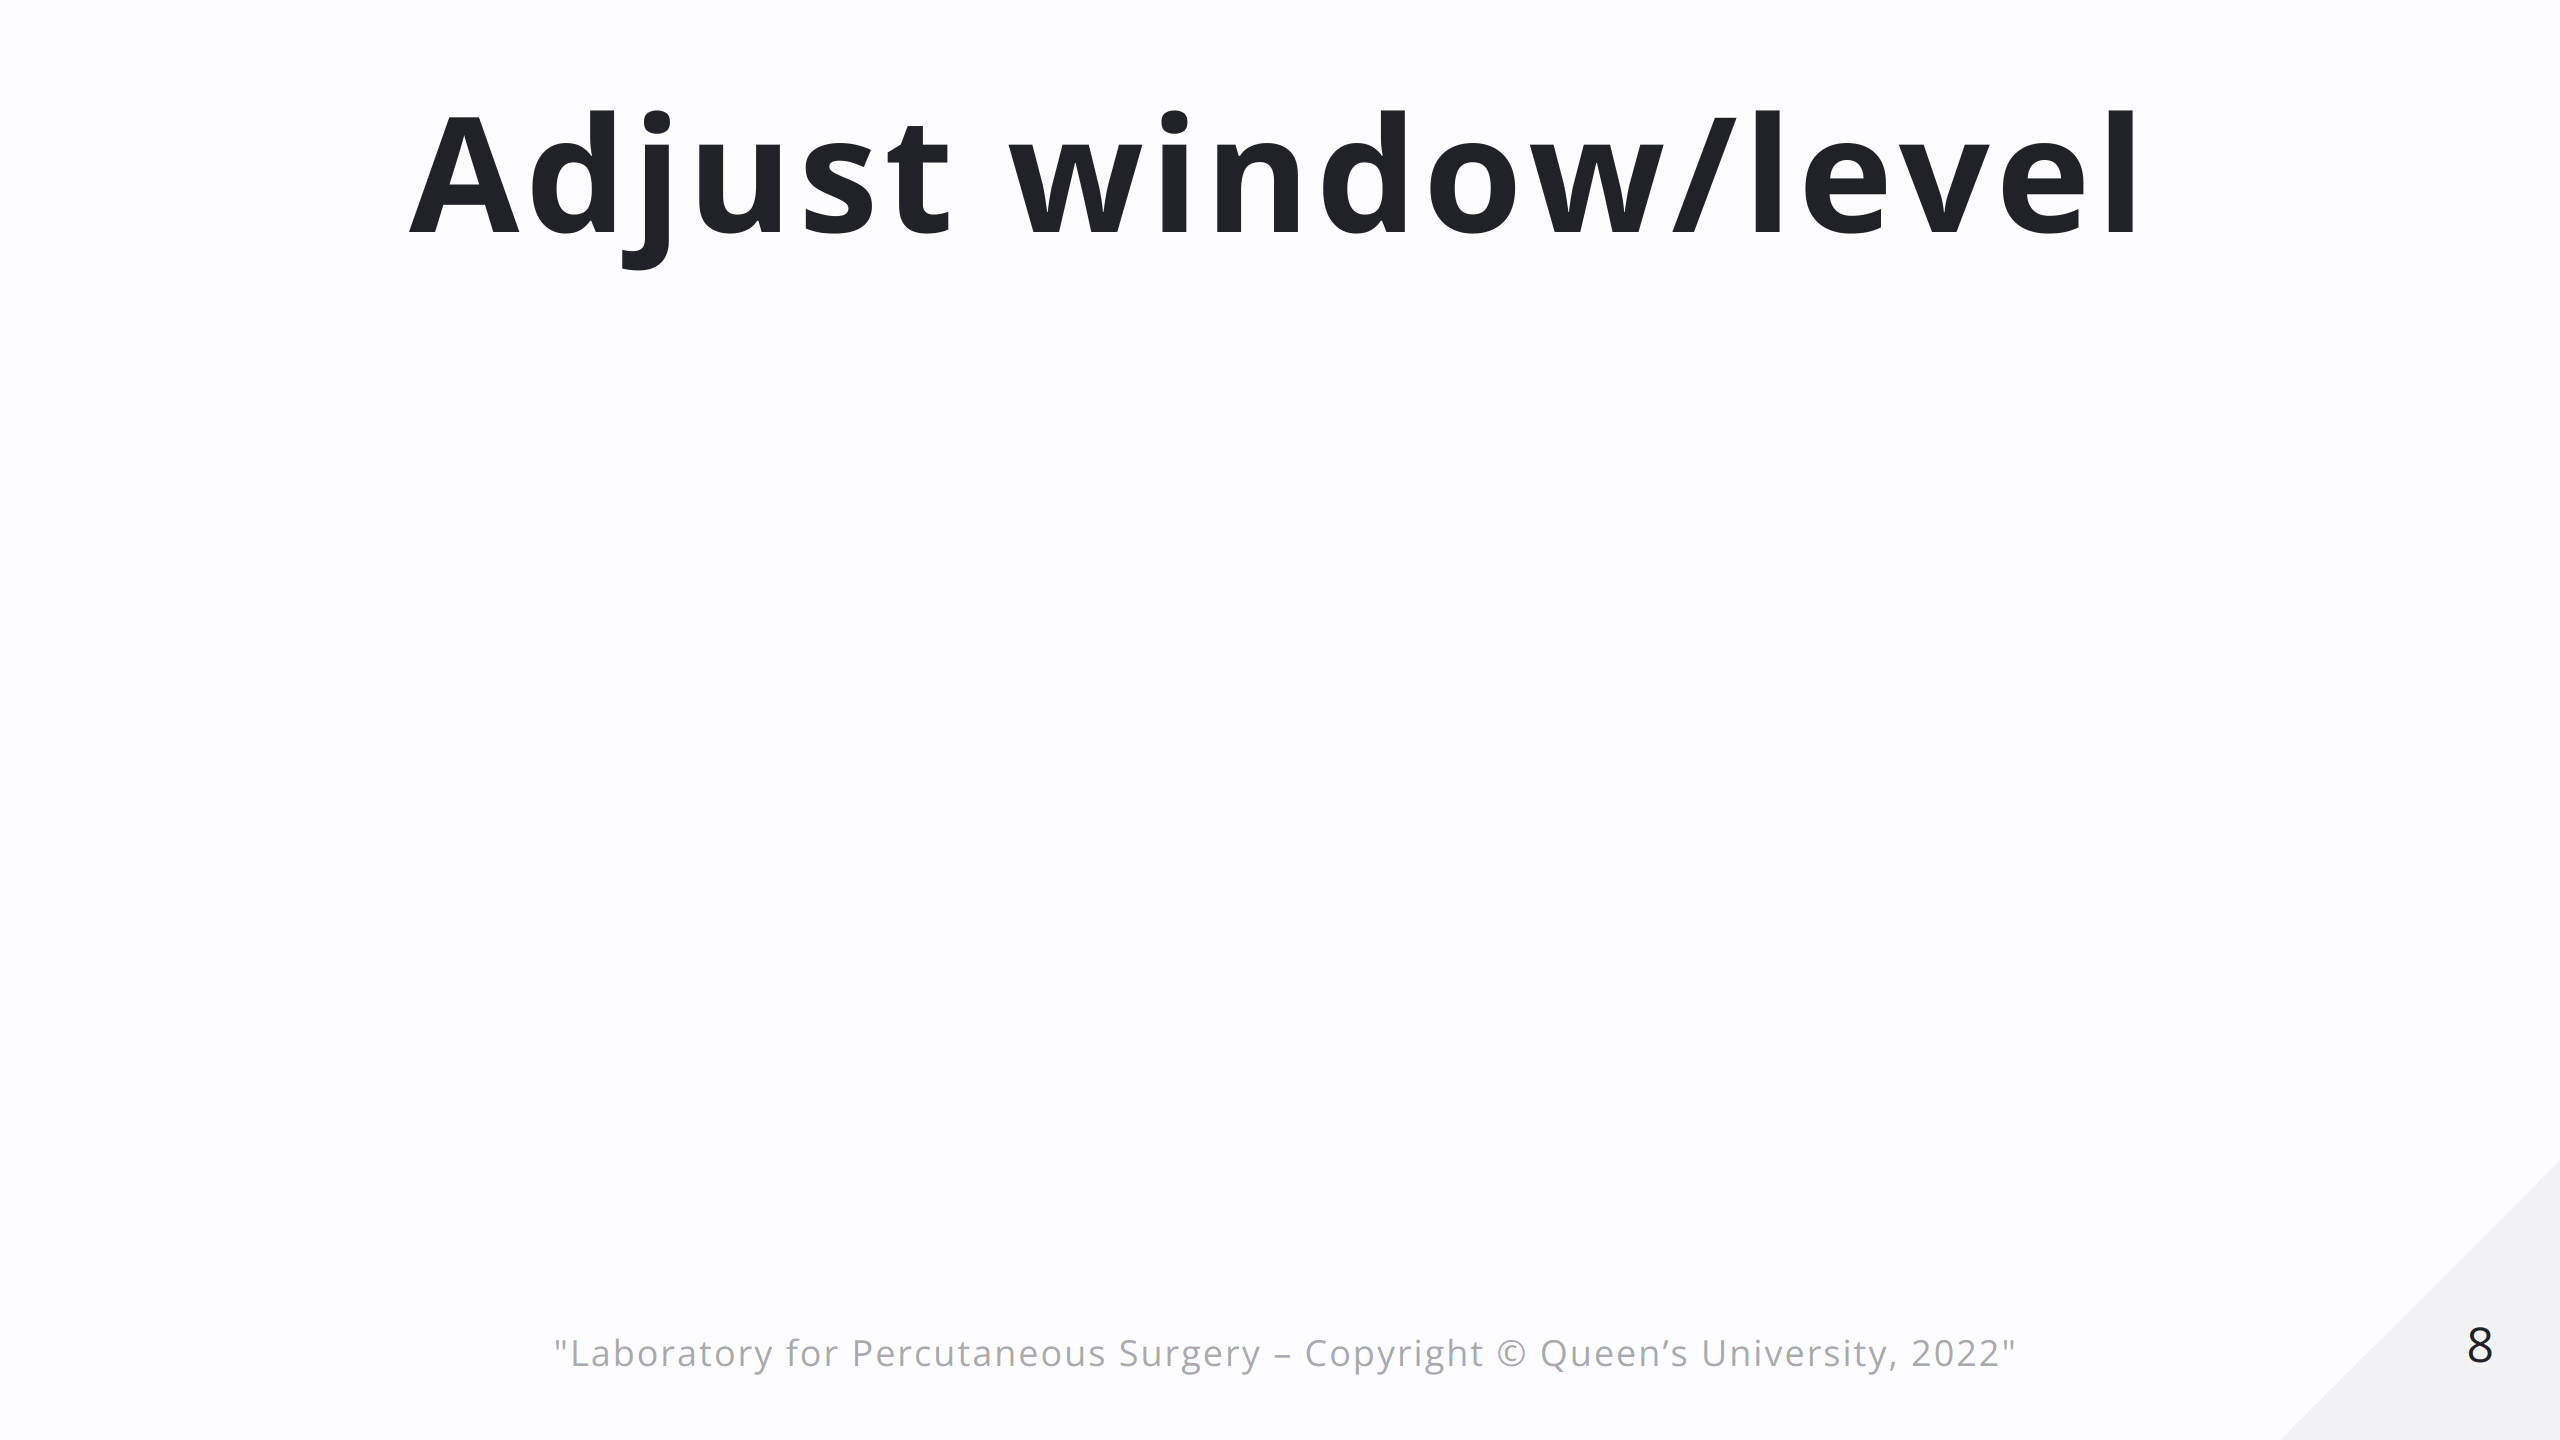 Adjust window/level
"Laboratory for Percutaneous Surgery – Copyright © Queen’s University, 2022"
8